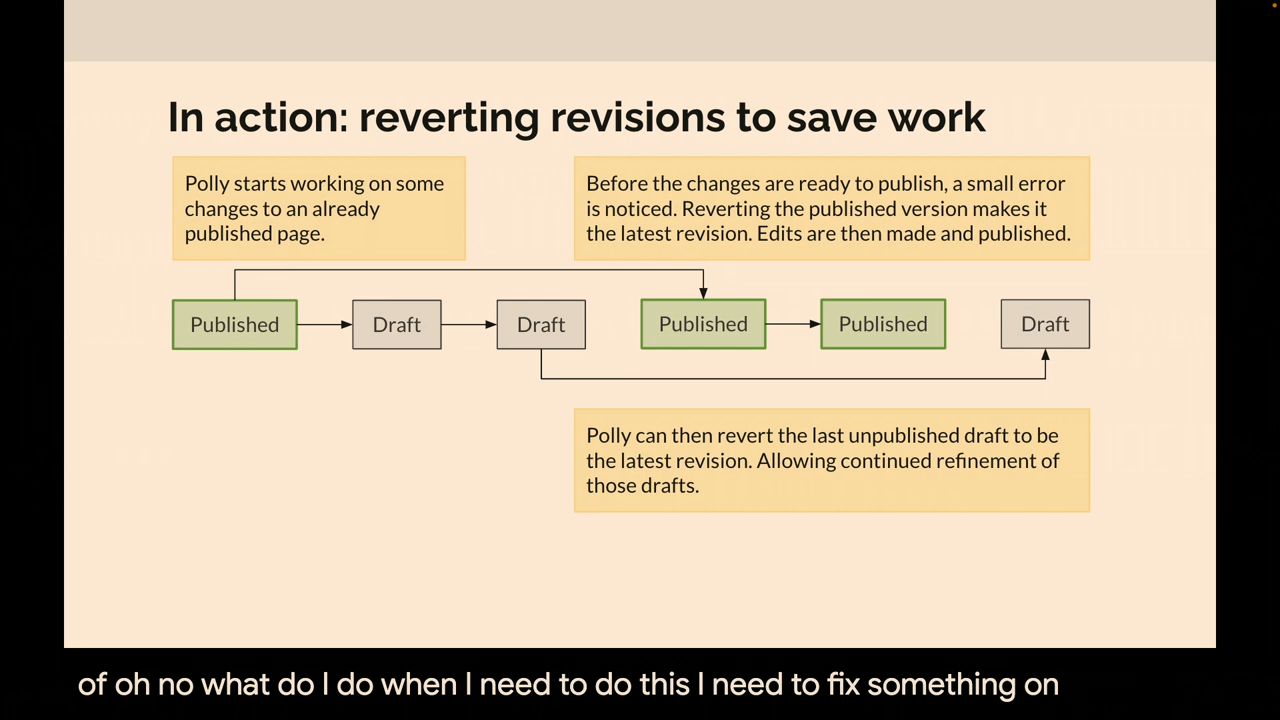 In action: reverting revisions to save work
Polly starts working on some
changes to an already
published page.
Before the changes are ready to publish, a small error
is noticed. Reverting the published version makes it
the latest revision. Edits are then made and published.
Published
Draft
Draft
Published
Published
Draft
Polly can then revert the last unpublished draft to be
the latest revision. Allowing continued refinement of
those drafts.
of oh no what do I do when I need to do this I need to fix something on